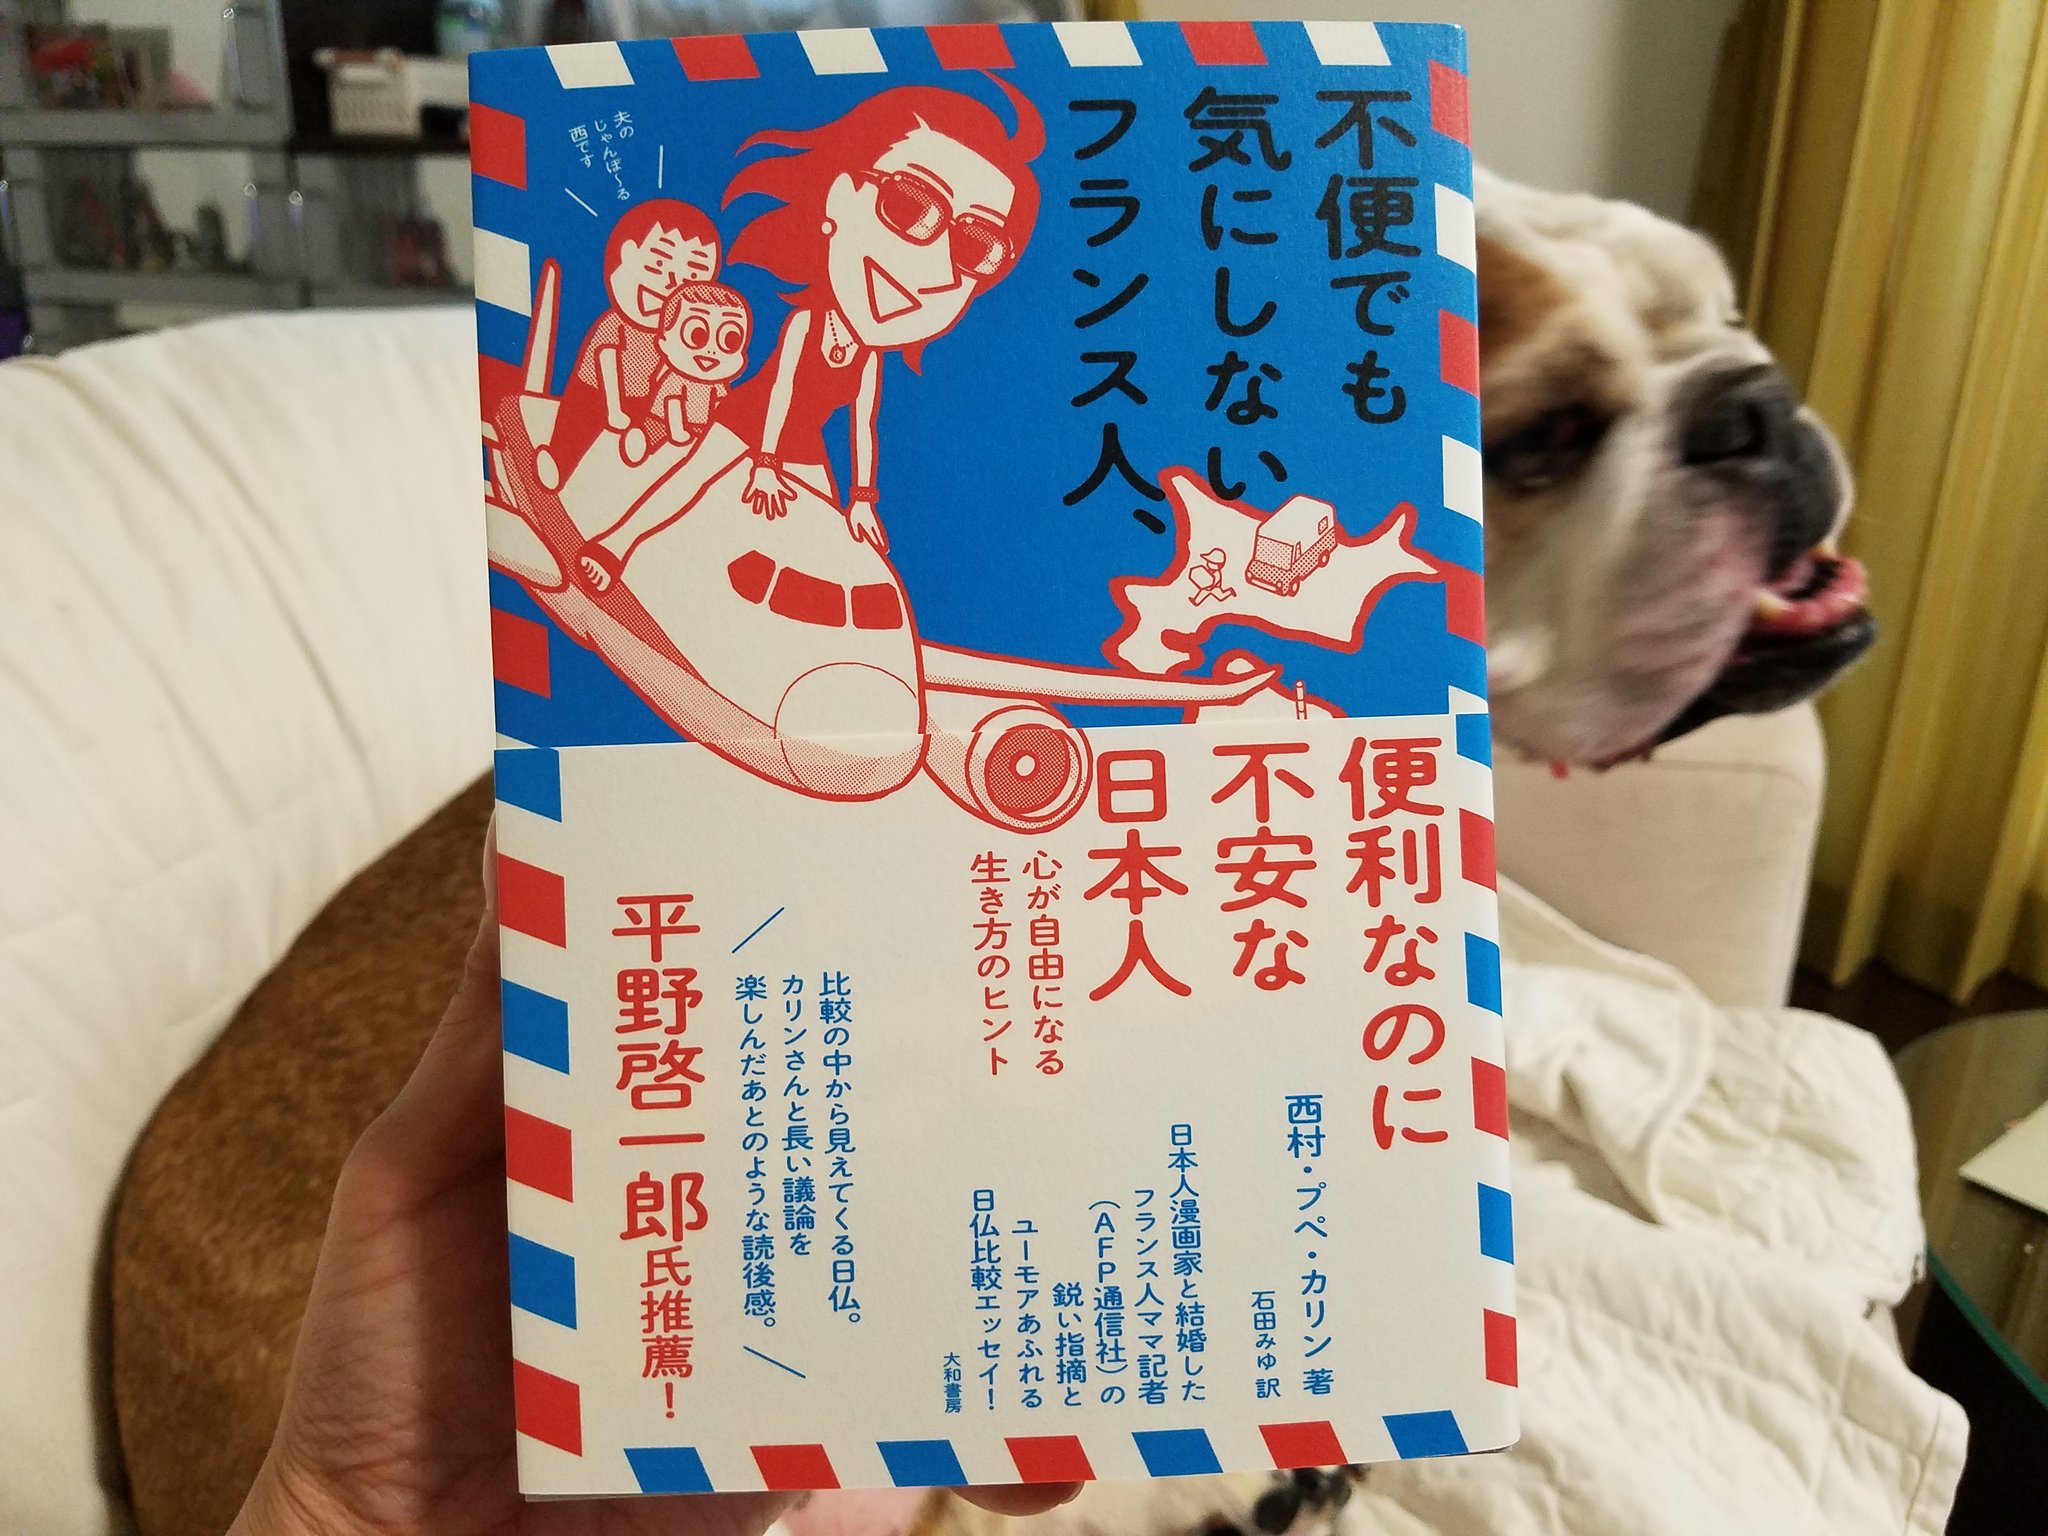 不便でも
気にしない
フランス人、
便利なのに
不安な
日本人
心が自由になる
生き方のヒント
夫の
じゃんぽ〜る
西です
西村・プペ・カリン 著
石田みゆ 訳
日本人漫画家と結婚した
フランス人ママ記者
（AFP通信社）の
鋭い指摘と
ユーモアあふれる
日仏比較エッセイ！
大和書房
比較の中から見えてくる日仏。
カリンさんと長い議論を
楽しんだあとのような読後感。
平野啓一郎氏推薦！